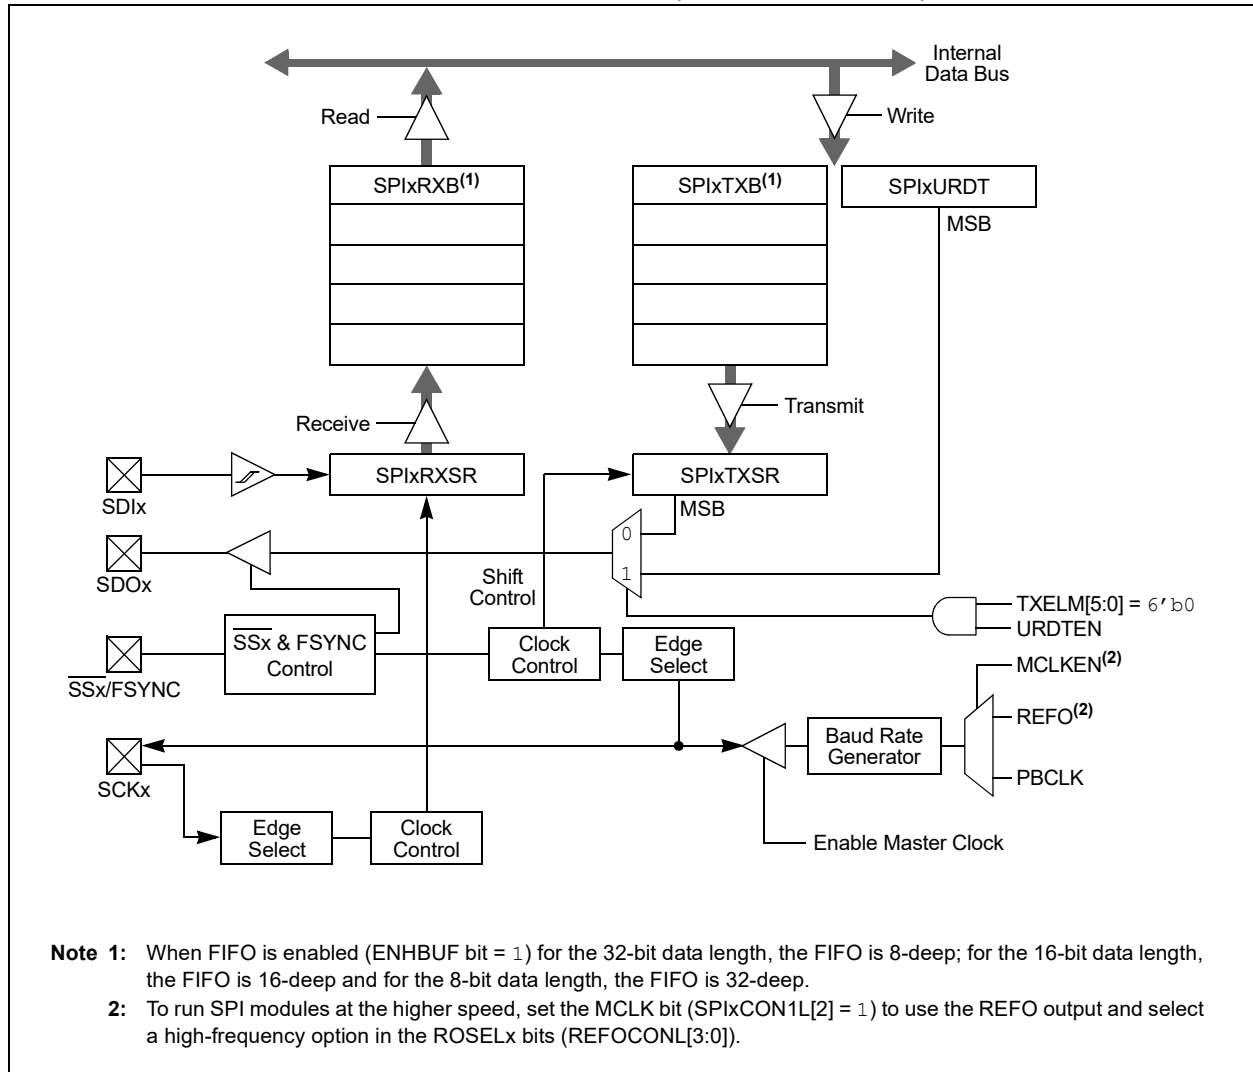 Internal
Data Bus
Read
Write
SPIxRXB(1)
SPIxTXB(1)
SPIxURDT
MSB
Receive
Transmit
SDIx
SPIxRXSR
SPIxTXSR
MSB
0
1
SDOx
Shift
Control
TXELM[5:0] = 6'b0
URDTEN
SSx & FSYNC
Control
Clock
Control
Edge
Select
SSx/FSYNC
MCLKEN(2)
REFO(2)
Baud Rate
Generator
PBCLK
SCKx
Edge
Select
Clock
Control
Enable Master Clock
Note 1: When FIFO is enabled (ENHBUF bit = 1) for the 32-bit data length, the FIFO is 8-deep; for the 16-bit data length,
the FIFO is 16-deep and for the 8-bit data length, the FIFO is 32-deep.
2: To run SPI modules at the higher speed, set the MCLK bit (SPIxCON1L[2] = 1) to use the REFO output and select
a high-frequency option in the ROSELx bits (REFOCONL[3:0]).